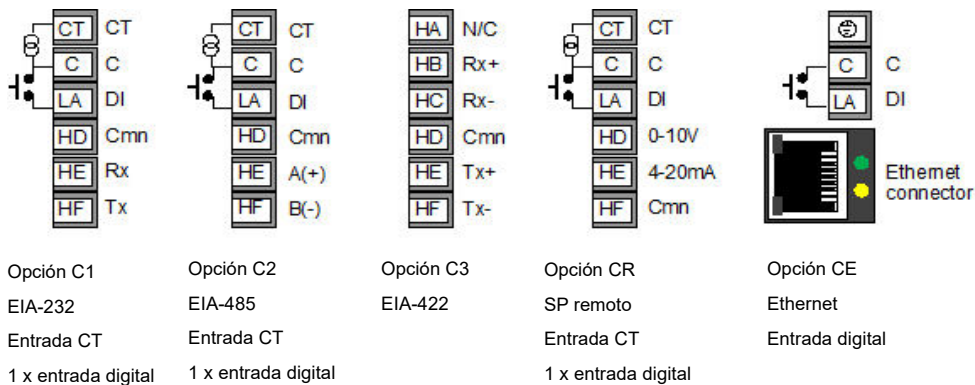 CT CT
C C
LA DI
HD Cmn
HE Rx
HF Tx
Opción C1
EIA-232
Entrada CT
1 x entrada digital
CT CT
C C
LA DI
HD Cmn
HE A(+)
HF B(-)
Opción C2
EIA-485
Entrada CT
1 x entrada digital
HA N/C
HB Rx+
HC Rx-
HD Cmn
HE Tx+
HF Tx-
Opción C3
EIA-422
CT CT
C C
LA DI
HD 0-10V
HE 4-20mA
HF Cmn
Opción CR
SP remoto
Entrada CT
1 x entrada digital
C C
LA DI
Ethernet
connector
Opción CE
Ethernet
Entrada digital